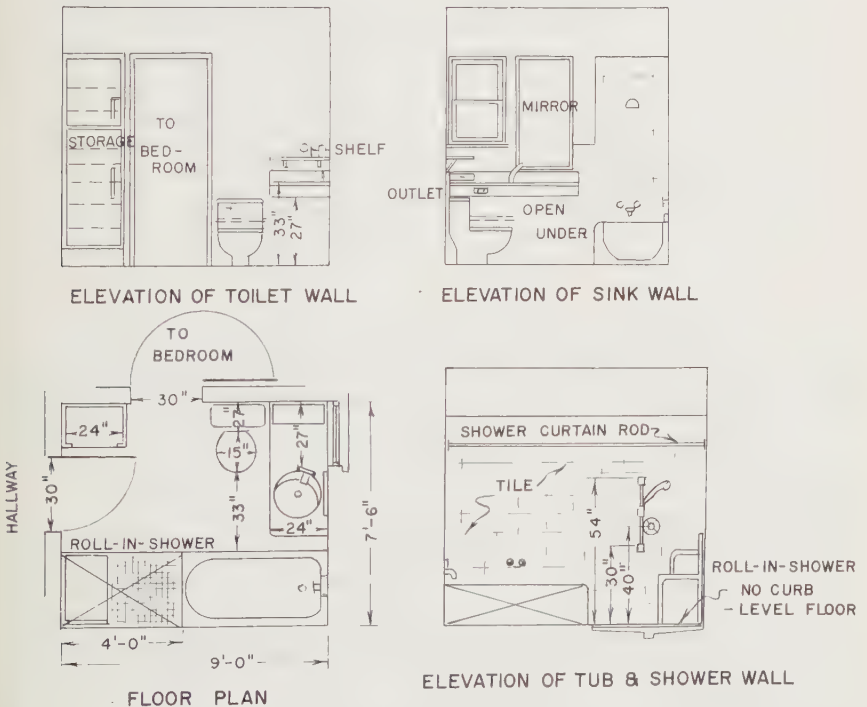 STORAGE
TO
BED-
ROOM
SHELF
33"
27"
ELEVATION OF TOILET WALL
MIRROR
OUTLET
OPEN
UNDER
ELEVATION OF SINK WALL
TO
BEDROOM
30"
24"
27"
15"
33"
27"
24"
7'-6"
HALLWAY
30"
ROLL-IN-SHOWER
4'-0"
9'-0"
FLOOR PLAN
SHOWER CURTAIN ROD
TILE
54"
30"
40"
ROLL-IN-SHOWER
NO CURB
- LEVEL FLOOR
ELEVATION OF TUB & SHOWER WALL